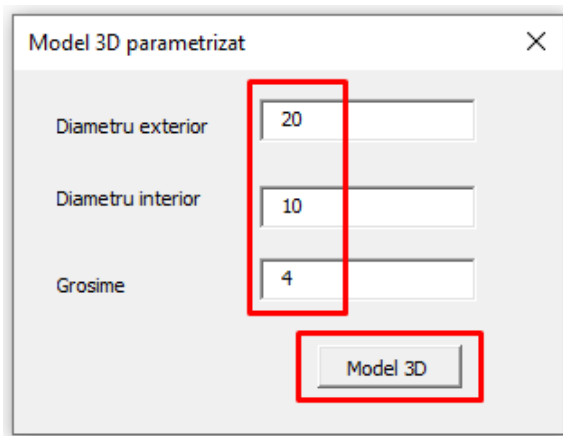 Model 3D parametrizat
Diametru exterior 20
Diametru interior 10
Grosime 4
Model 3D